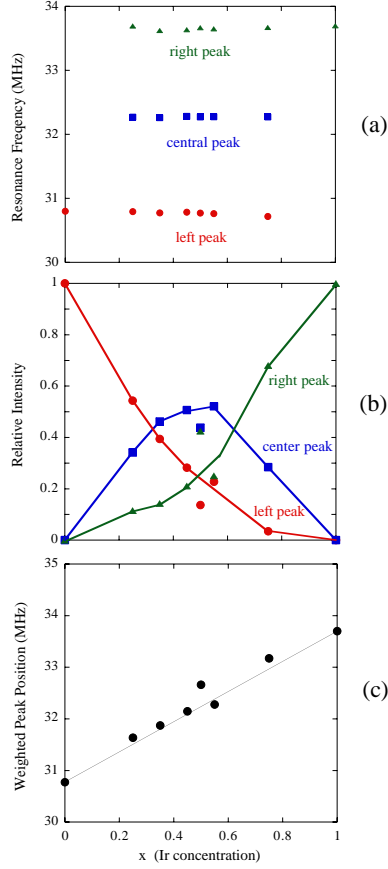 34
33
32
31
30
Resonance Freqency (MHz)
right peak
central peak
left peak
(a)
1
0.8
0.6
0.4
0.2
0
Relative Intensity
right peak
center peak
left peak
(b)
35
34
33
32
31
30
Weighted Peak Position (MHz)
(c)
0 0.2 0.4 0.6 0.8 1
x (Ir concentration)